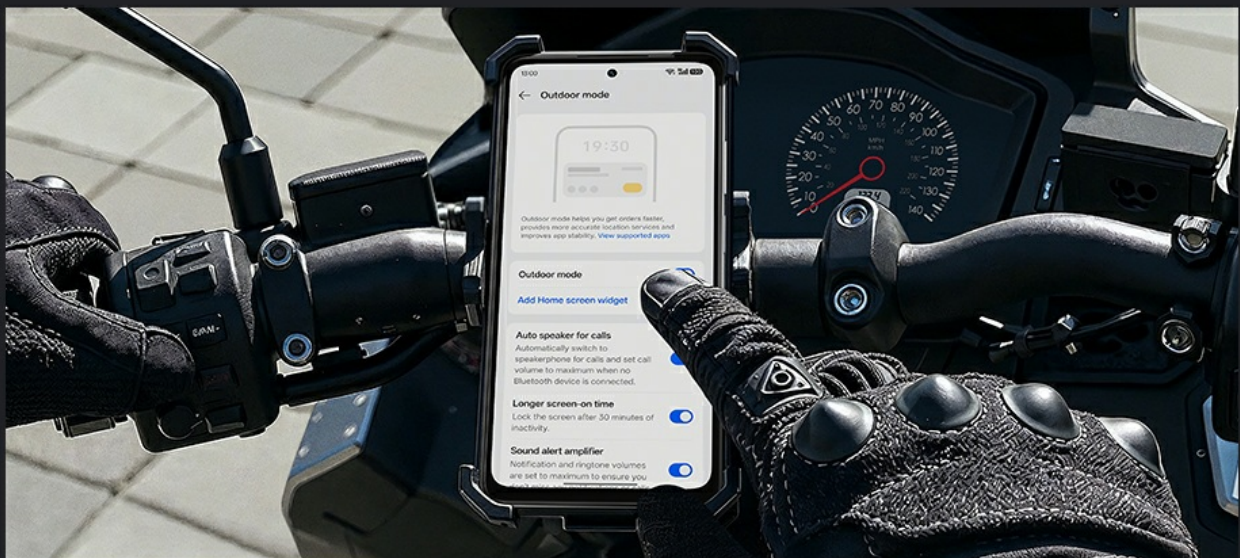 19:00
Outdoor mode
19:30
Outdoor mode helps you get orders faster,
provides more accurate location services and
improves app stability. View supported apps
Outdoor mode
Add Home screen widget
Auto speaker for calls
Automatically switch to
speakerphone for calls and set call
volume to maximum when no
Bluetooth device is connected.
Longer screen-on time
Lock the screen after 30 minutes of
inactivity.
Sound alert amplifier
Notification and ringtone volumes
are set to maximum to ensure you
0 10 20 30 40 50 60 70 80 90 100 110 120 130 140
MPH
km/h